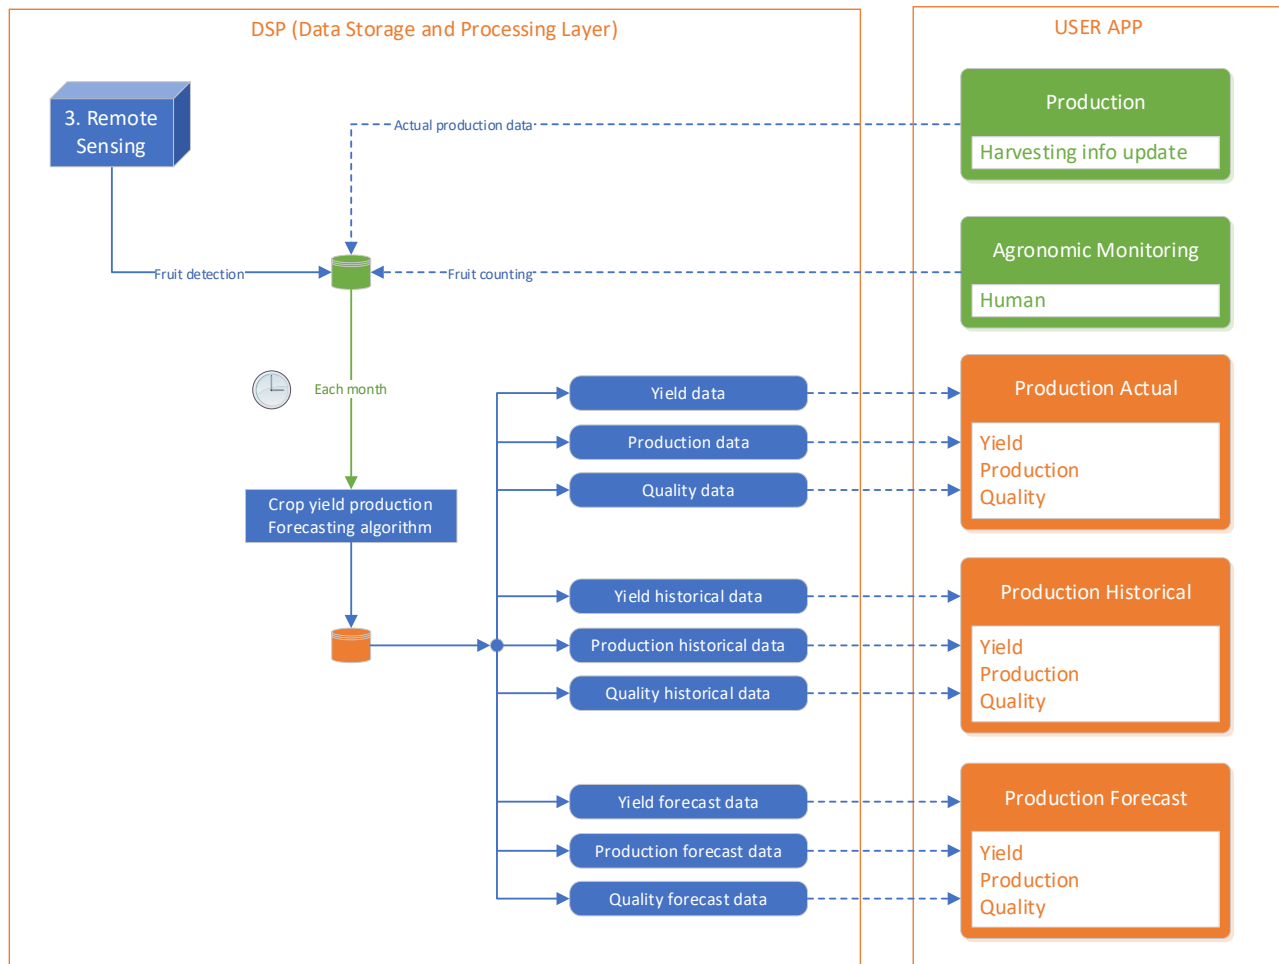 DSP (Data Storage and Processing Layer)
USER APP
3. Remote
Sensing
Actual production data
Production
Harvesting info update
Fruit detection
Fruit counting
Agronomic Monitoring
Human
Each month
Yield data
Production data
Quality data
Production Actual
Yield
Production
Quality
Crop yield production
Forecasting algorithm
Yield historical data
Production historical data
Quality historical data
Production Historical
Yield
Production
Quality
Yield forecast data
Production forecast data
Quality forecast data
Production Forecast
Yield
Production
Quality